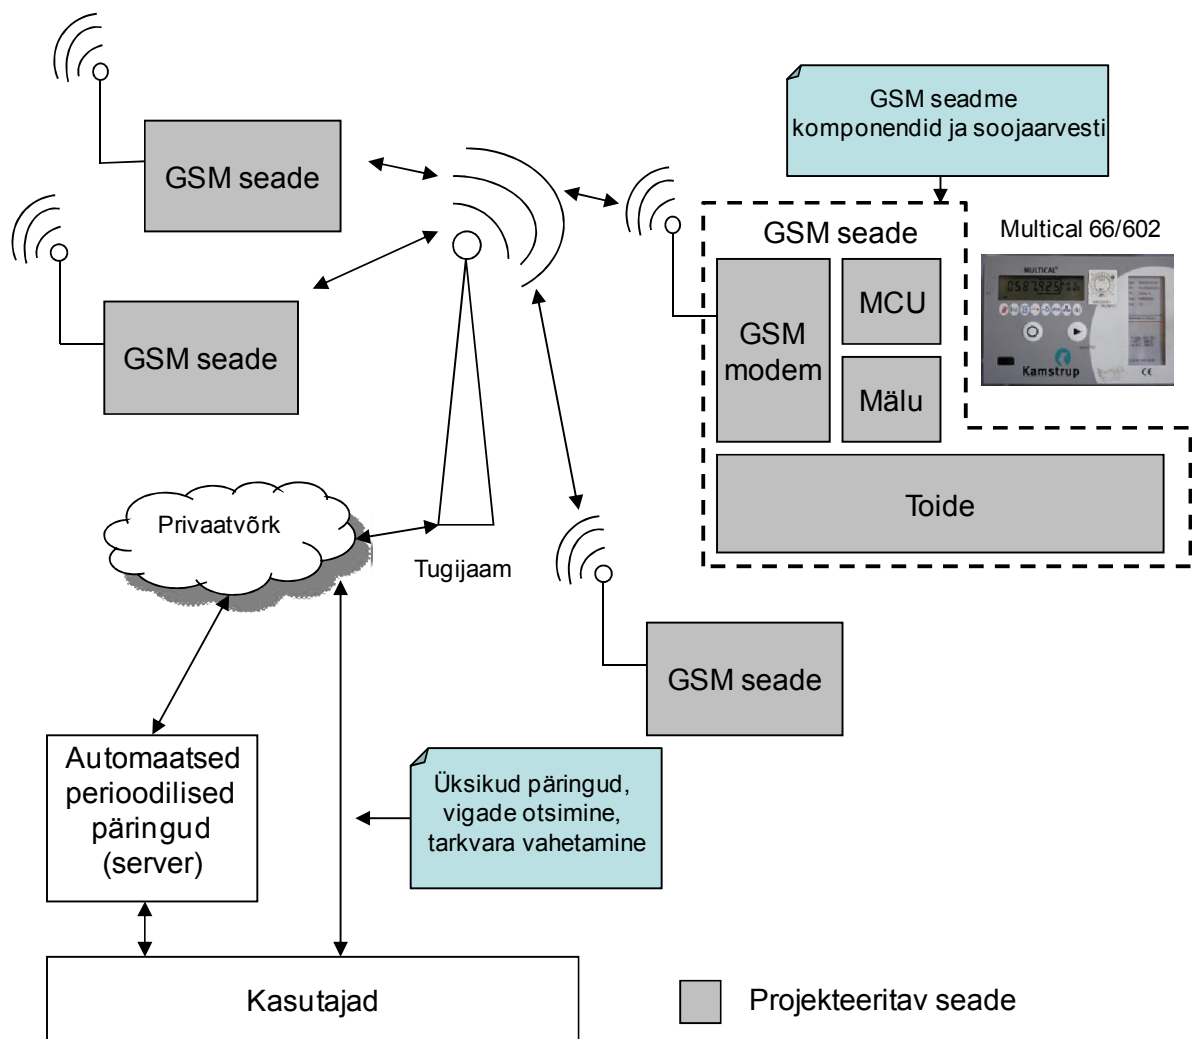 GSM seade
GSM seade
GSM seadme
komponendid ja soojaarvesti
GSM seade
GSM
modem
MCU
Mälu
Toide
Multical 66/602
MULTICAL
Kamstrup
CE
Privaatvõrk
Tugijaam
GSM seade
Automaatsed
perioodilised
päringud
(server)
Üksikud päringud,
vigade otsimine,
tarkvara vahetamine
Kasutajad
Projekteeritav seade